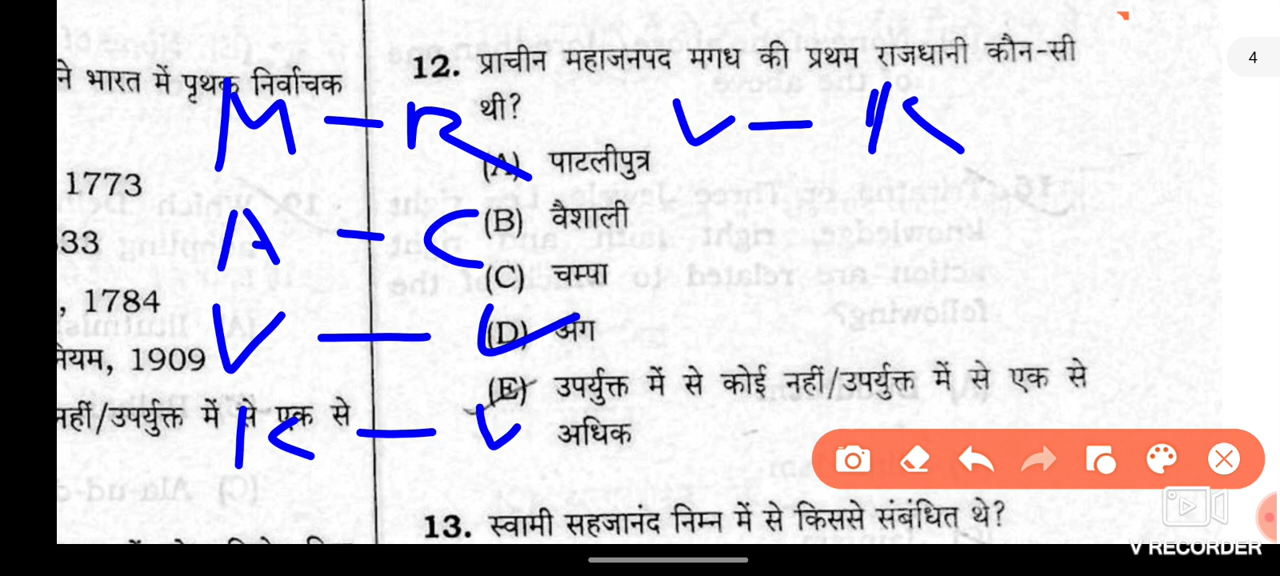 4
ने भारत में पृथक निर्वाचक
1773
33
, 1784
नियम, 1909
नहीं/उपर्युक्त में से एक से
12. प्राचीन महाजनपद मगध की प्रथम राजधानी कौन-सी
थी?
(A) पाटलीपुत्र
(B) वैशाली
(C) चम्पा
(D) अंग
(E) उपर्युक्त में से कोई नहीं/उपर्युक्त में से एक से
अधिक
13. स्वामी सहजानंद निम्न में से किससे संबंधित थे?
M – R
A – C
V – L
K – V
V – K
V RECORDER